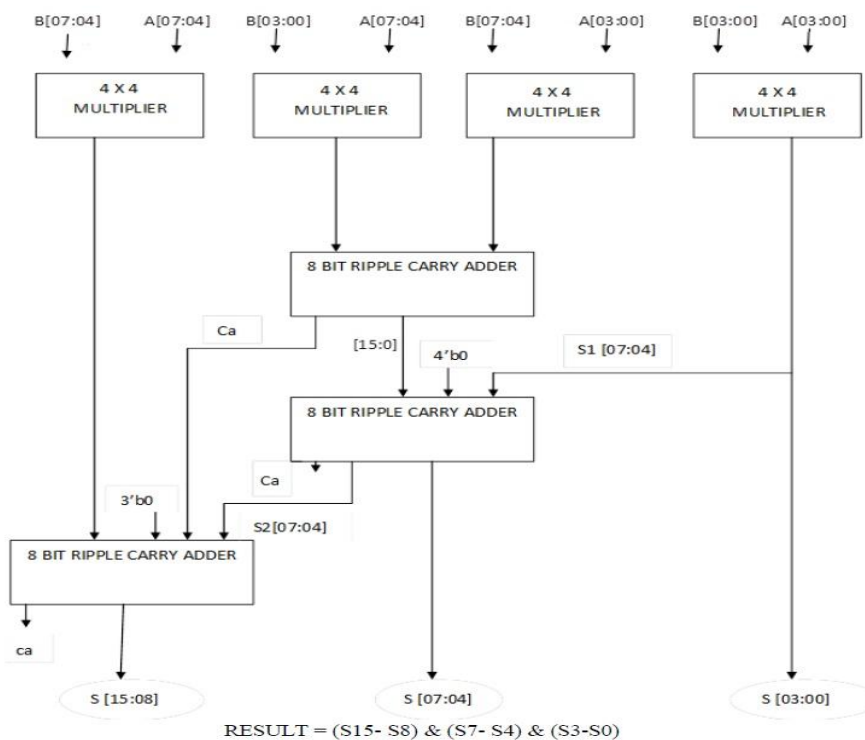 B[07:04] A[07:04] B[03:00] A[07:04] B[07:04] A[03:00] B[03:00] A[03:00]
4 X 4
MULTIPLIER
4 X 4
MULTIPLIER
4 X 4
MULTIPLIER
4 X 4
MULTIPLIER
8 BIT RIPPLE CARRY ADDER
Ca
[15:0]
4'b0
S1 [07:04]
8 BIT RIPPLE CARRY ADDER
Ca
3'b0
S2[07:04]
8 BIT RIPPLE CARRY ADDER
ca
S [15:08]
S [07:04]
S [03:00]
RESULT = (S15- S8) & (S7- S4) & (S3-S0)